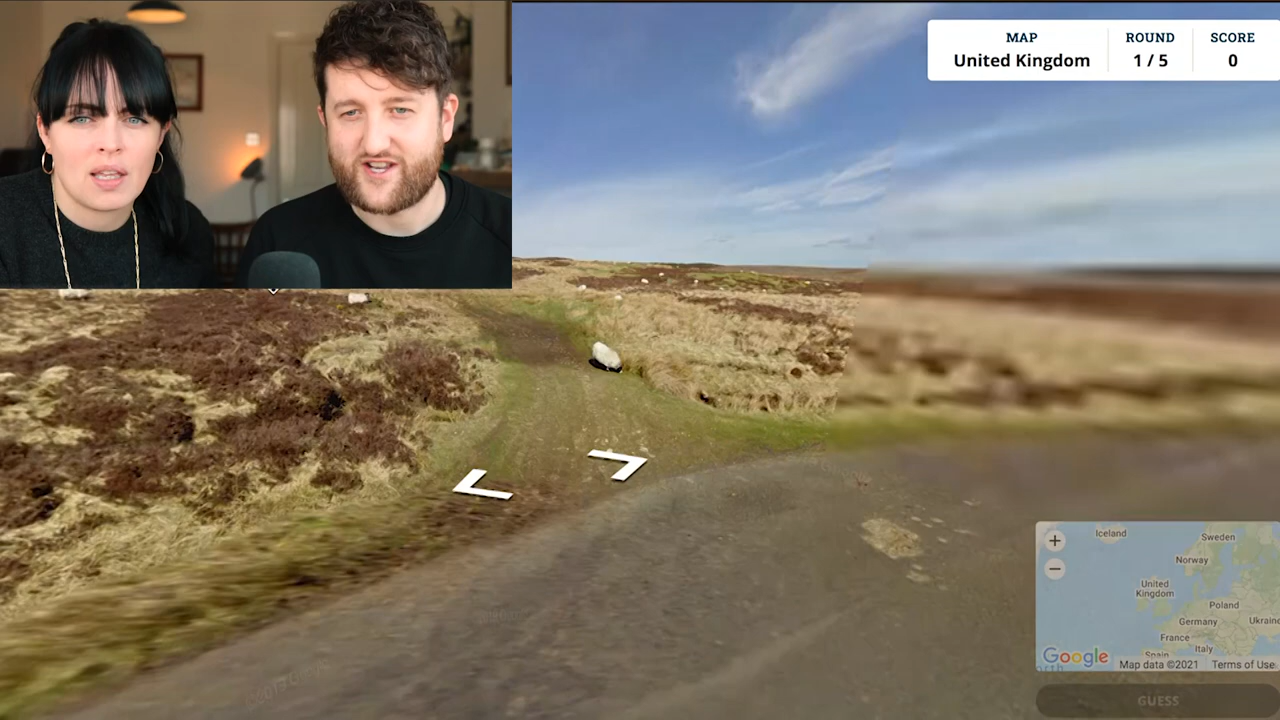 MAP
United Kingdom
ROUND
1 / 5
SCORE
0
+
−
Iceland
Sweden
Norway
United
Kingdom
Poland
Germany
Ukraine
France
Italy
Spain
Google
Map data ©2021
Terms of Use
GUESS